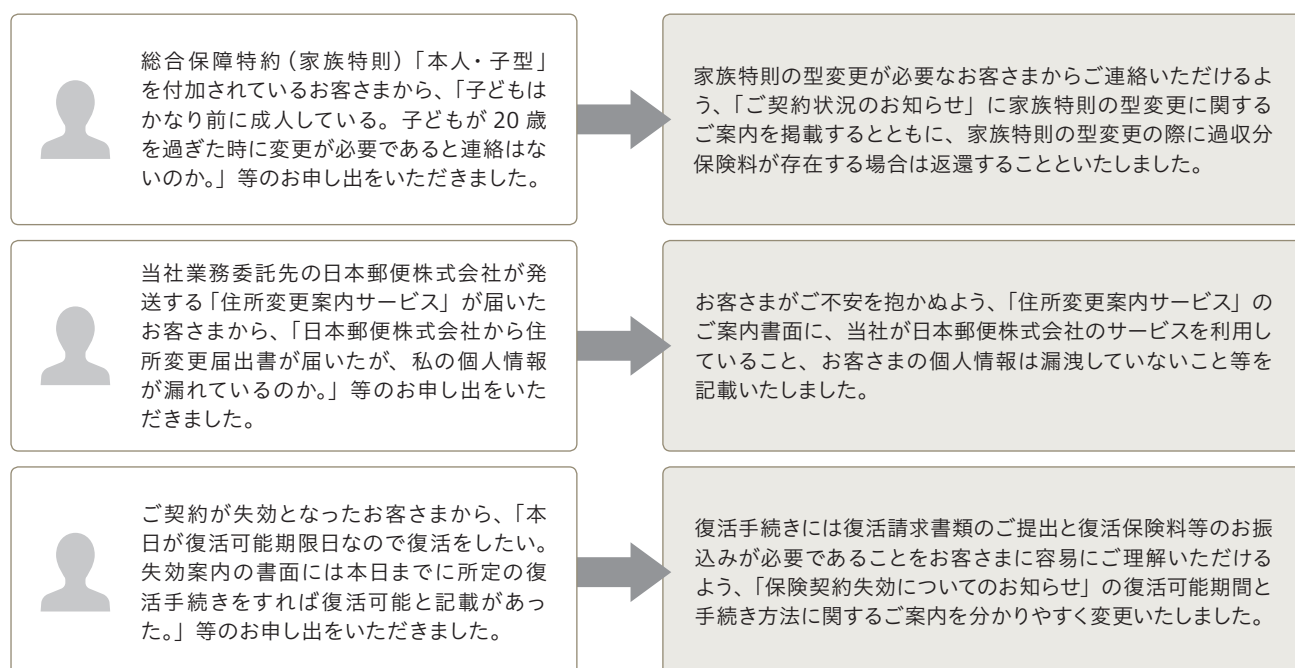 総合保障特約（家族特則）「本人・子型」
を付加されているお客さまから、「子どもは
かなり前に成人している。子どもが 20 歳
を過ぎた時に変更が必要であると連絡はな
いのか。」等のお申し出をいただきました。
家族特則の型変更が必要なお客さまからご連絡いただけるよ
う、「ご契約状況のお知らせ」に家族特則の型変更に関する
ご案内を掲載するとともに、家族特則の型変更の際に過収分
保険料が存在する場合は返還することといたしました。
当社業務委託先の日本郵便株式会社が発
送する「住所変更案内サービス」が届いた
お客さまから、「日本郵便株式会社から住
所変更届出書が届いたが、私の個人情報
が漏れているのか。」等のお申し出をいた
だきました。
お客さまがご不安を抱かぬよう、「住所変更案内サービス」の
ご案内書面に、当社が日本郵便株式会社のサービスを利用し
ていること、お客さまの個人情報は漏洩していないこと等を
記載いたしました。
ご契約が失効となったお客さまから、「本
日が復活可能期限日なので復活をしたい。
失効案内の書面には本日までに所定の復
活手続きをすれば復活可能と記載があっ
た。」等のお申し出をいただきました。
復活手続きには復活請求書類のご提出と復活保険料等のお振
込みが必要であることをお客さまに容易にご理解いただける
よう、「保険契約失効についてのお知らせ」の復活可能期間と
手続き方法に関するご案内を分かりやすく変更いたしました。